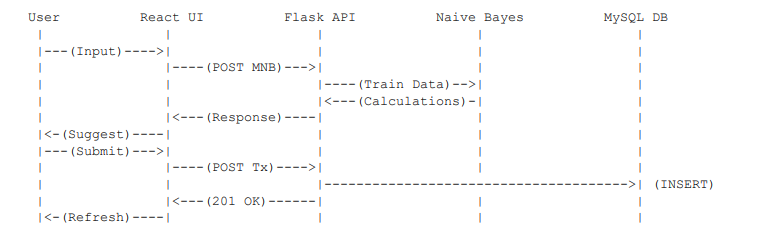 User React UI Flask API Naive Bayes MySQL DB
| | | | |
|---(Input)---->| | | |
| |----(POST MNB)--->| | |
| | |----(Train Data)-->| |
| | |<---(Calculations)-| |
| |<---(Response)----| | |
|<-(Suggest)----| | | |
|---(Submit)--->| | | |
| |----(POST Tx)---->| | |
| | |-------------------------------------->| (INSERT)
| |<---(201 OK)------| | |
|<-(Refresh)----| | | |